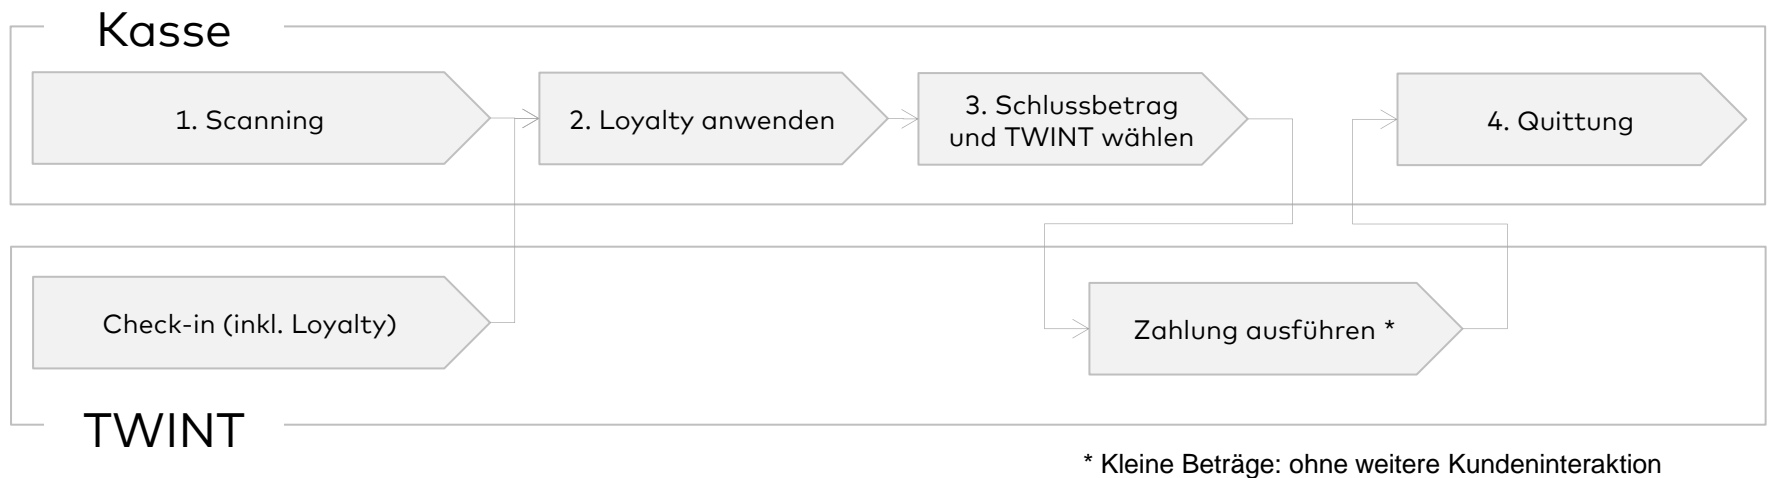 Kasse
1. Scanning
2. Loyalty anwenden
3. Schlussbetrag
und TWINT wählen
4. Quittung
Check-in (inkl. Loyalty)
Zahlung ausführen *
TWINT
* Kleine Beträge: ohne weitere Kundeninteraktion